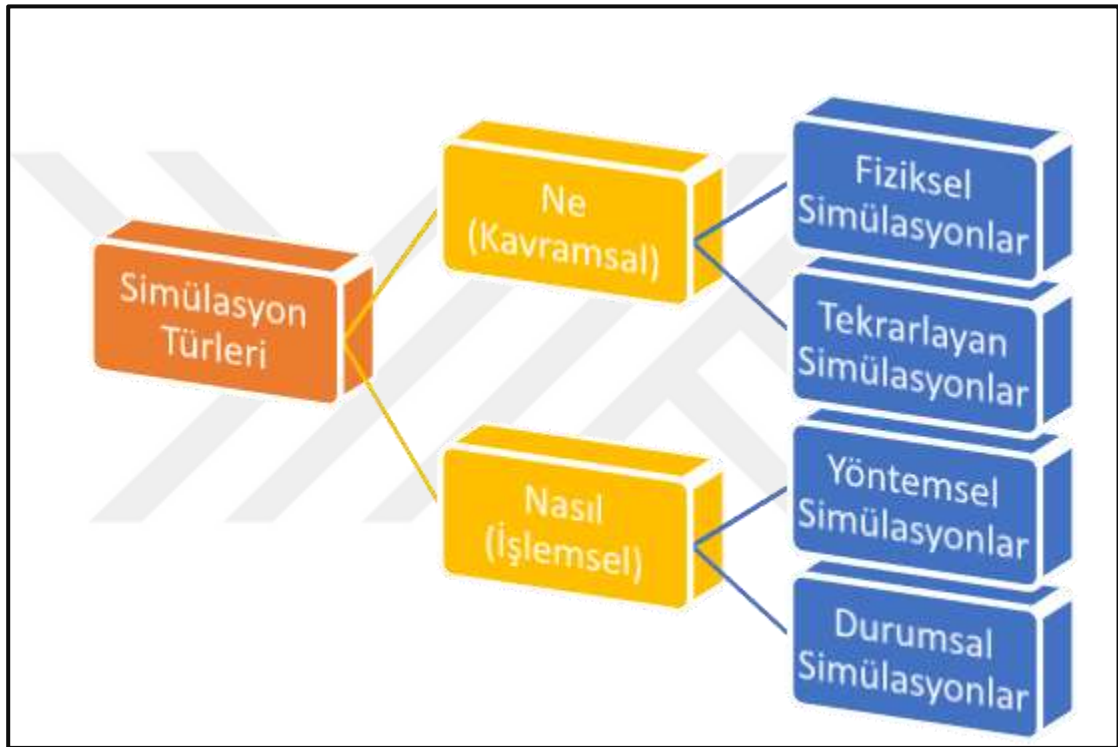 Simülasyon
Türleri
Ne
(Kavramsal)
Fiziksel
Simülasyonlar
Tekrarlayan
Simülasyonlar
Nasıl
(İşlemsel)
Yöntemsel
Simülasyonlar
Durumsal
Simülasyonlar